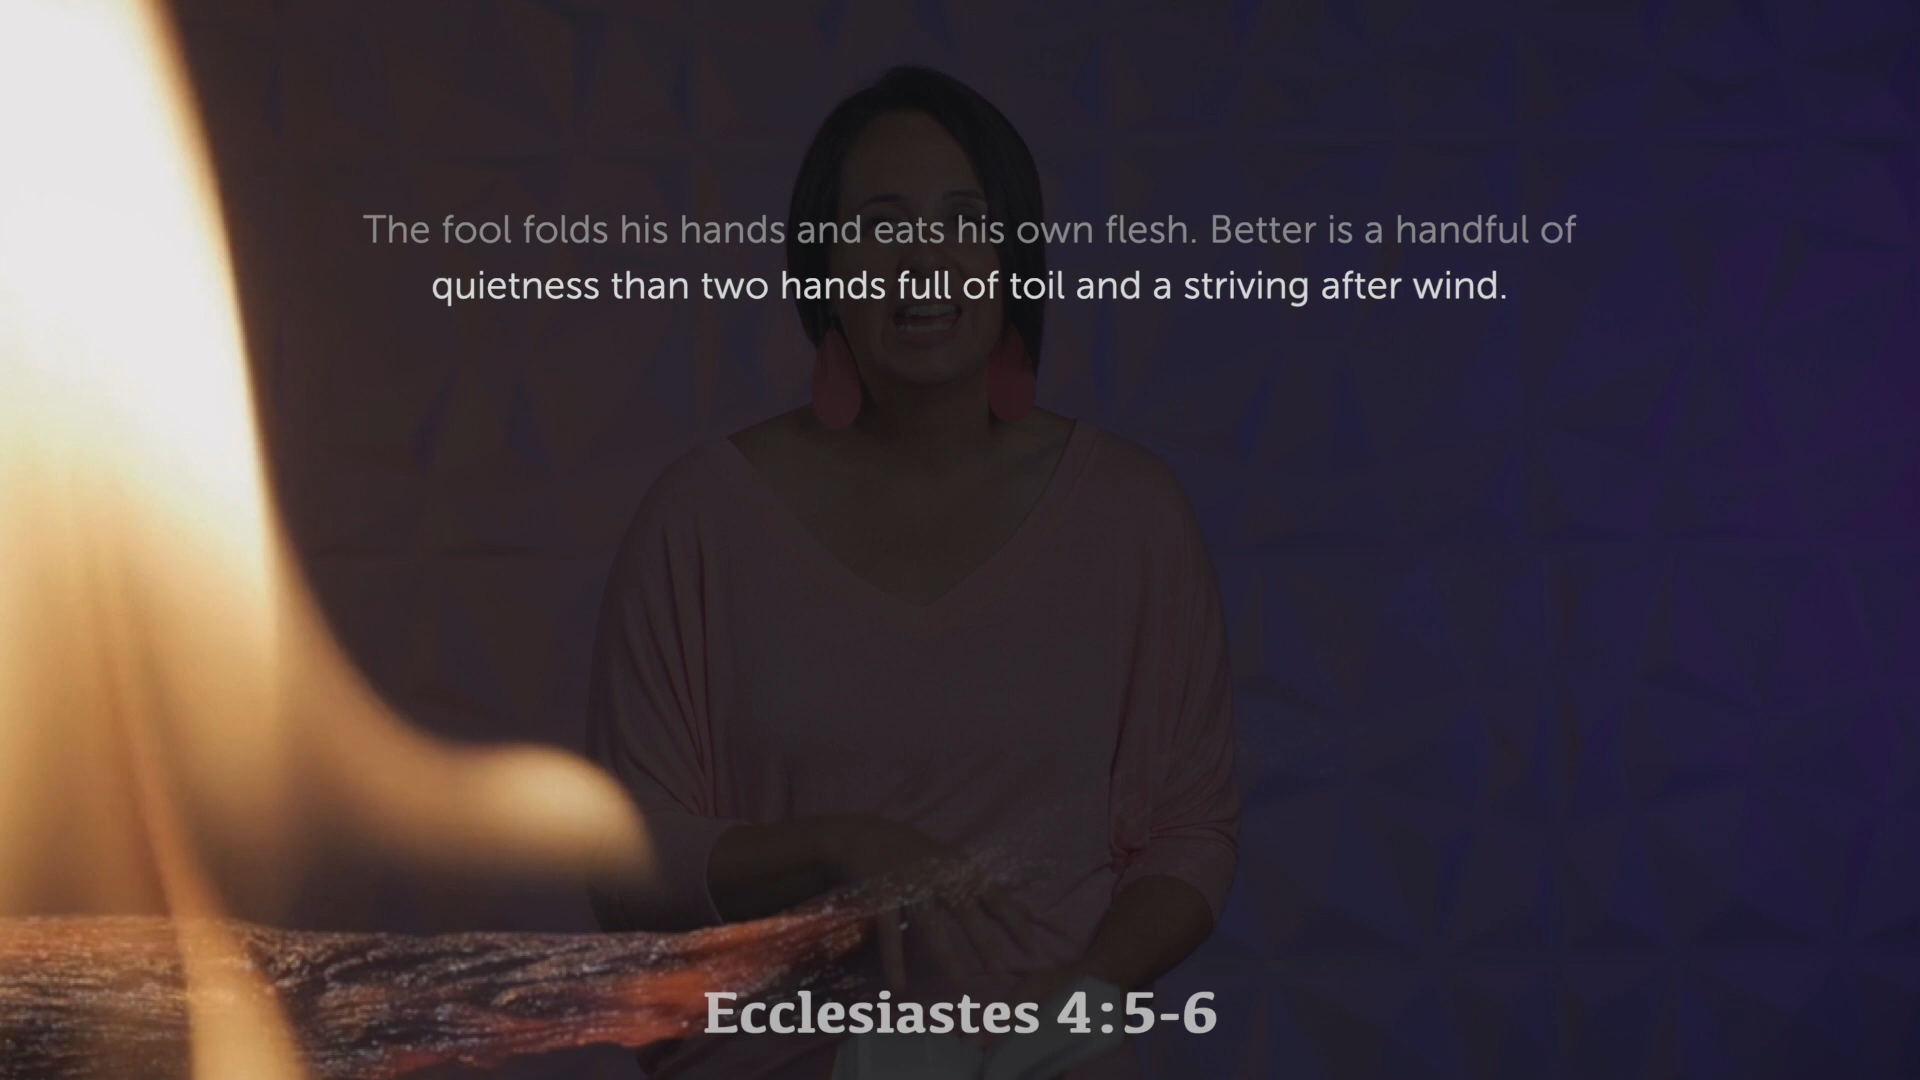 The fool folds his hands and eats his own flesh. Better is a handful of
quietness than two hands full of toil and a striving after wind.
Ecclesiastes 4:5-6